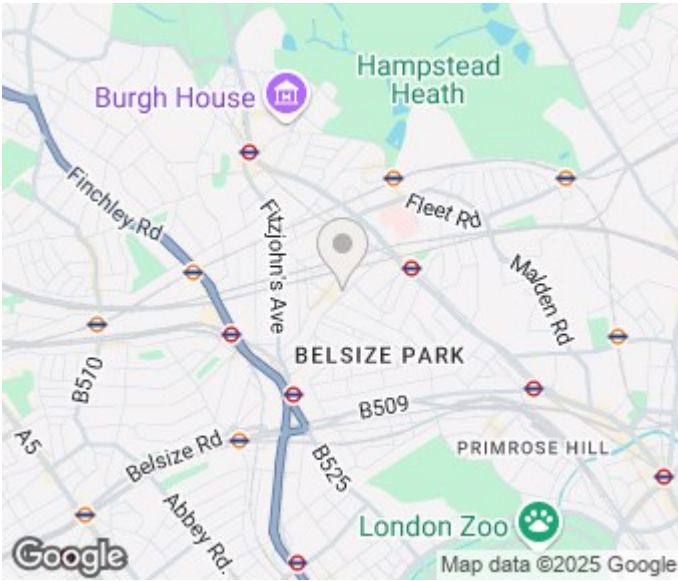 Hampstead
Heath
Burgh House
H
Finchley Rd
Fitzjohn's Ave
Fleet Rd
Malden Rd
BELSIZE PARK
B570
B509
A5
Belsize Rd
B525
PRIMROSE HILL
Abbey Rd.
London Zoo
Google
Map data ©2025 Google